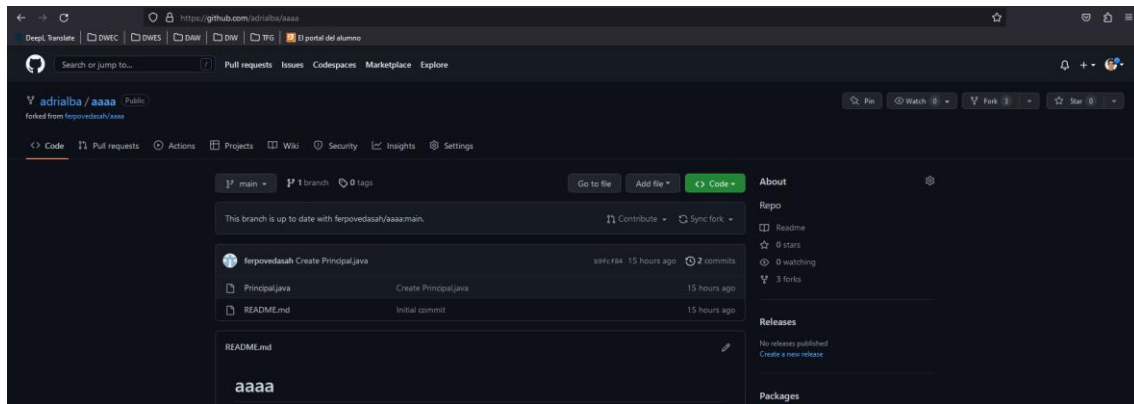 https://github.com/adrialba/aaaa
DeepL Translate DWEC DWES DAW DIW TFG El portal del alumno
Search or jump to... / Pull requests Issues Codespaces Marketplace Explore
adrialba / aaaa Public
Pin Watch 0 Fork 3 Star 0
forked from ferpovedasah/aaaa
Code Pull requests Actions Projects Wiki Security Insights Settings
main 1 branch 0 tags Go to file Add file Code
About
Repo
This branch is up to date with ferpovedasah/aaaa:main. Contribute Sync fork
Readme
0 stars
0 watching
3 forks
ferpovedasah Create Principal.java 15 hours ago 2 commits
Principal.java Create Principal.java 15 hours ago
README.md Initial commit 15 hours ago
Releases
No releases published
Create a new release
README.md
aaaa
Packages